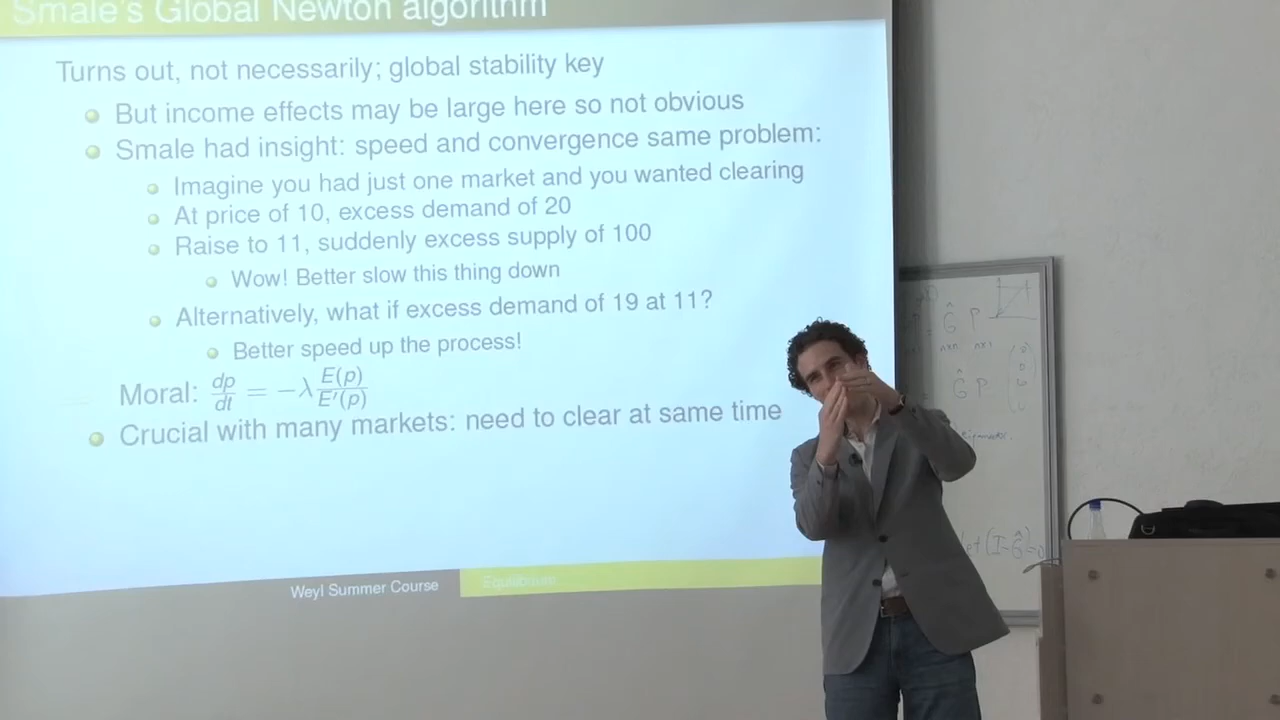 Smale's Global Newton algorithm
Turns out, not necessarily; global stability key
But income effects may be large here so not obvious
Smale had insight: speed and convergence same problem:
Imagine you had just one market and you wanted clearing
At price of 10, excess demand of 20
Raise to 11, suddenly excess supply of 100
Wow! Better slow this thing down
Alternatively, what if excess demand of 19 at 11?
Better speed up the process!
Moral: dp/dt = −λ E(p)/E′(p)
Crucial with many markets: need to clear at same time
Weyl Summer Course
Equilibrium
Ĝ P
Ĝ P
(I-Ĝ)=0